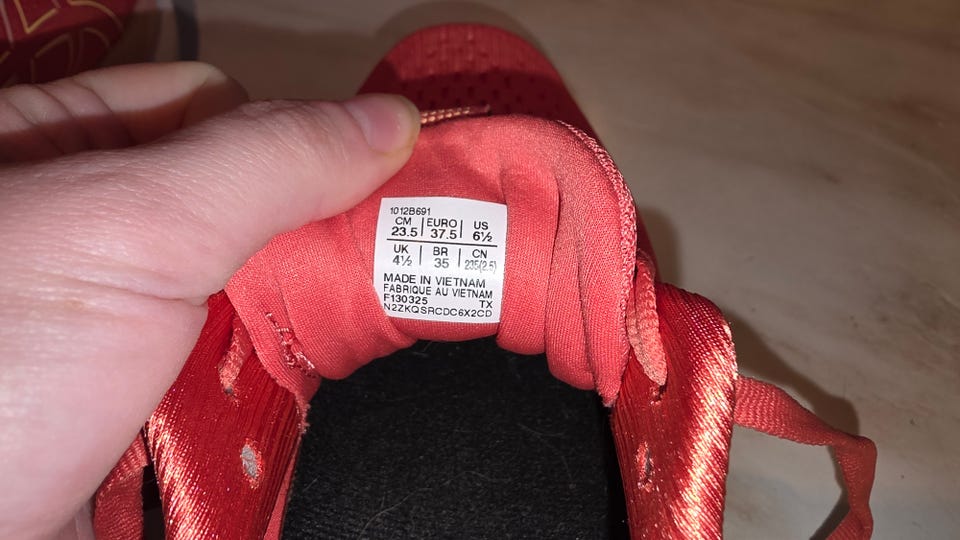 1012B691
CM EURO US
23.5 37.5 6½
UK BR CN
4½ 35 235(2.5)
MADE IN VIETNAM
FABRIQUE AU VIETNAM
F130325 TX
N2ZKQSRCDC6X2CD